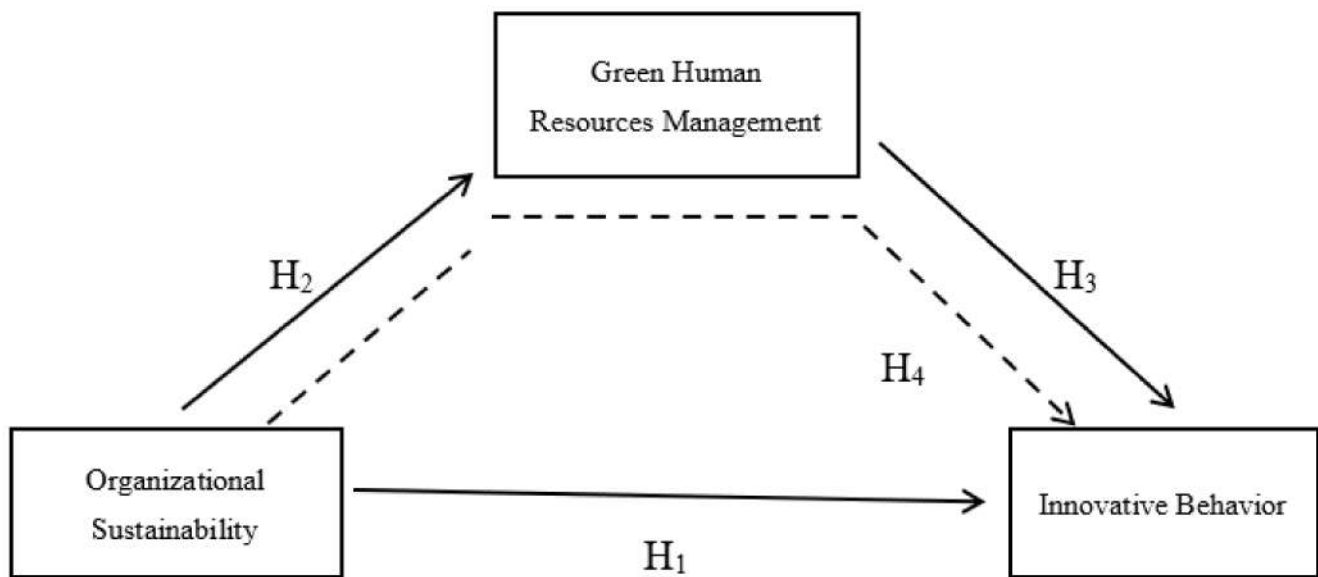 Green Human
Resources Management
H₂
H₃
H₄
Organizational
Sustainability
Innovative Behavior
H₁